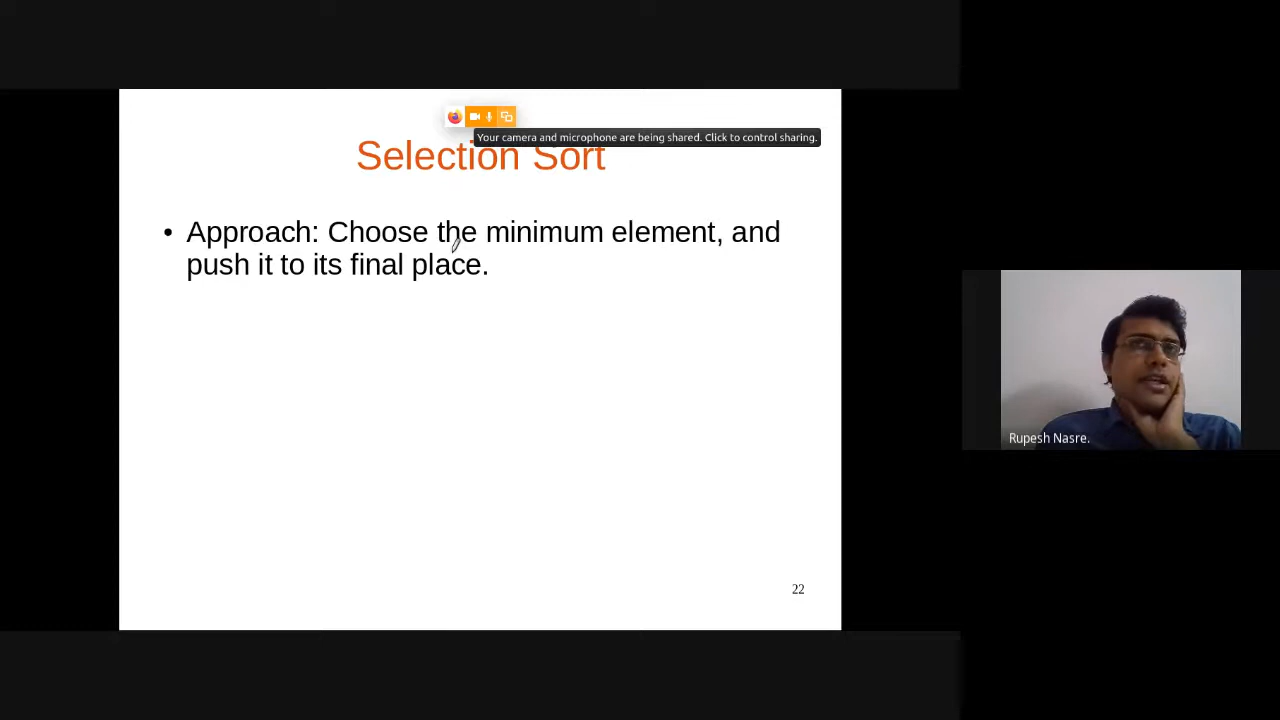 Your camera and microphone are being shared. Click to control sharing.
Selection Sort
• Approach: Choose the minimum element, and
push it to its final place.
Rupesh Nasre.
22